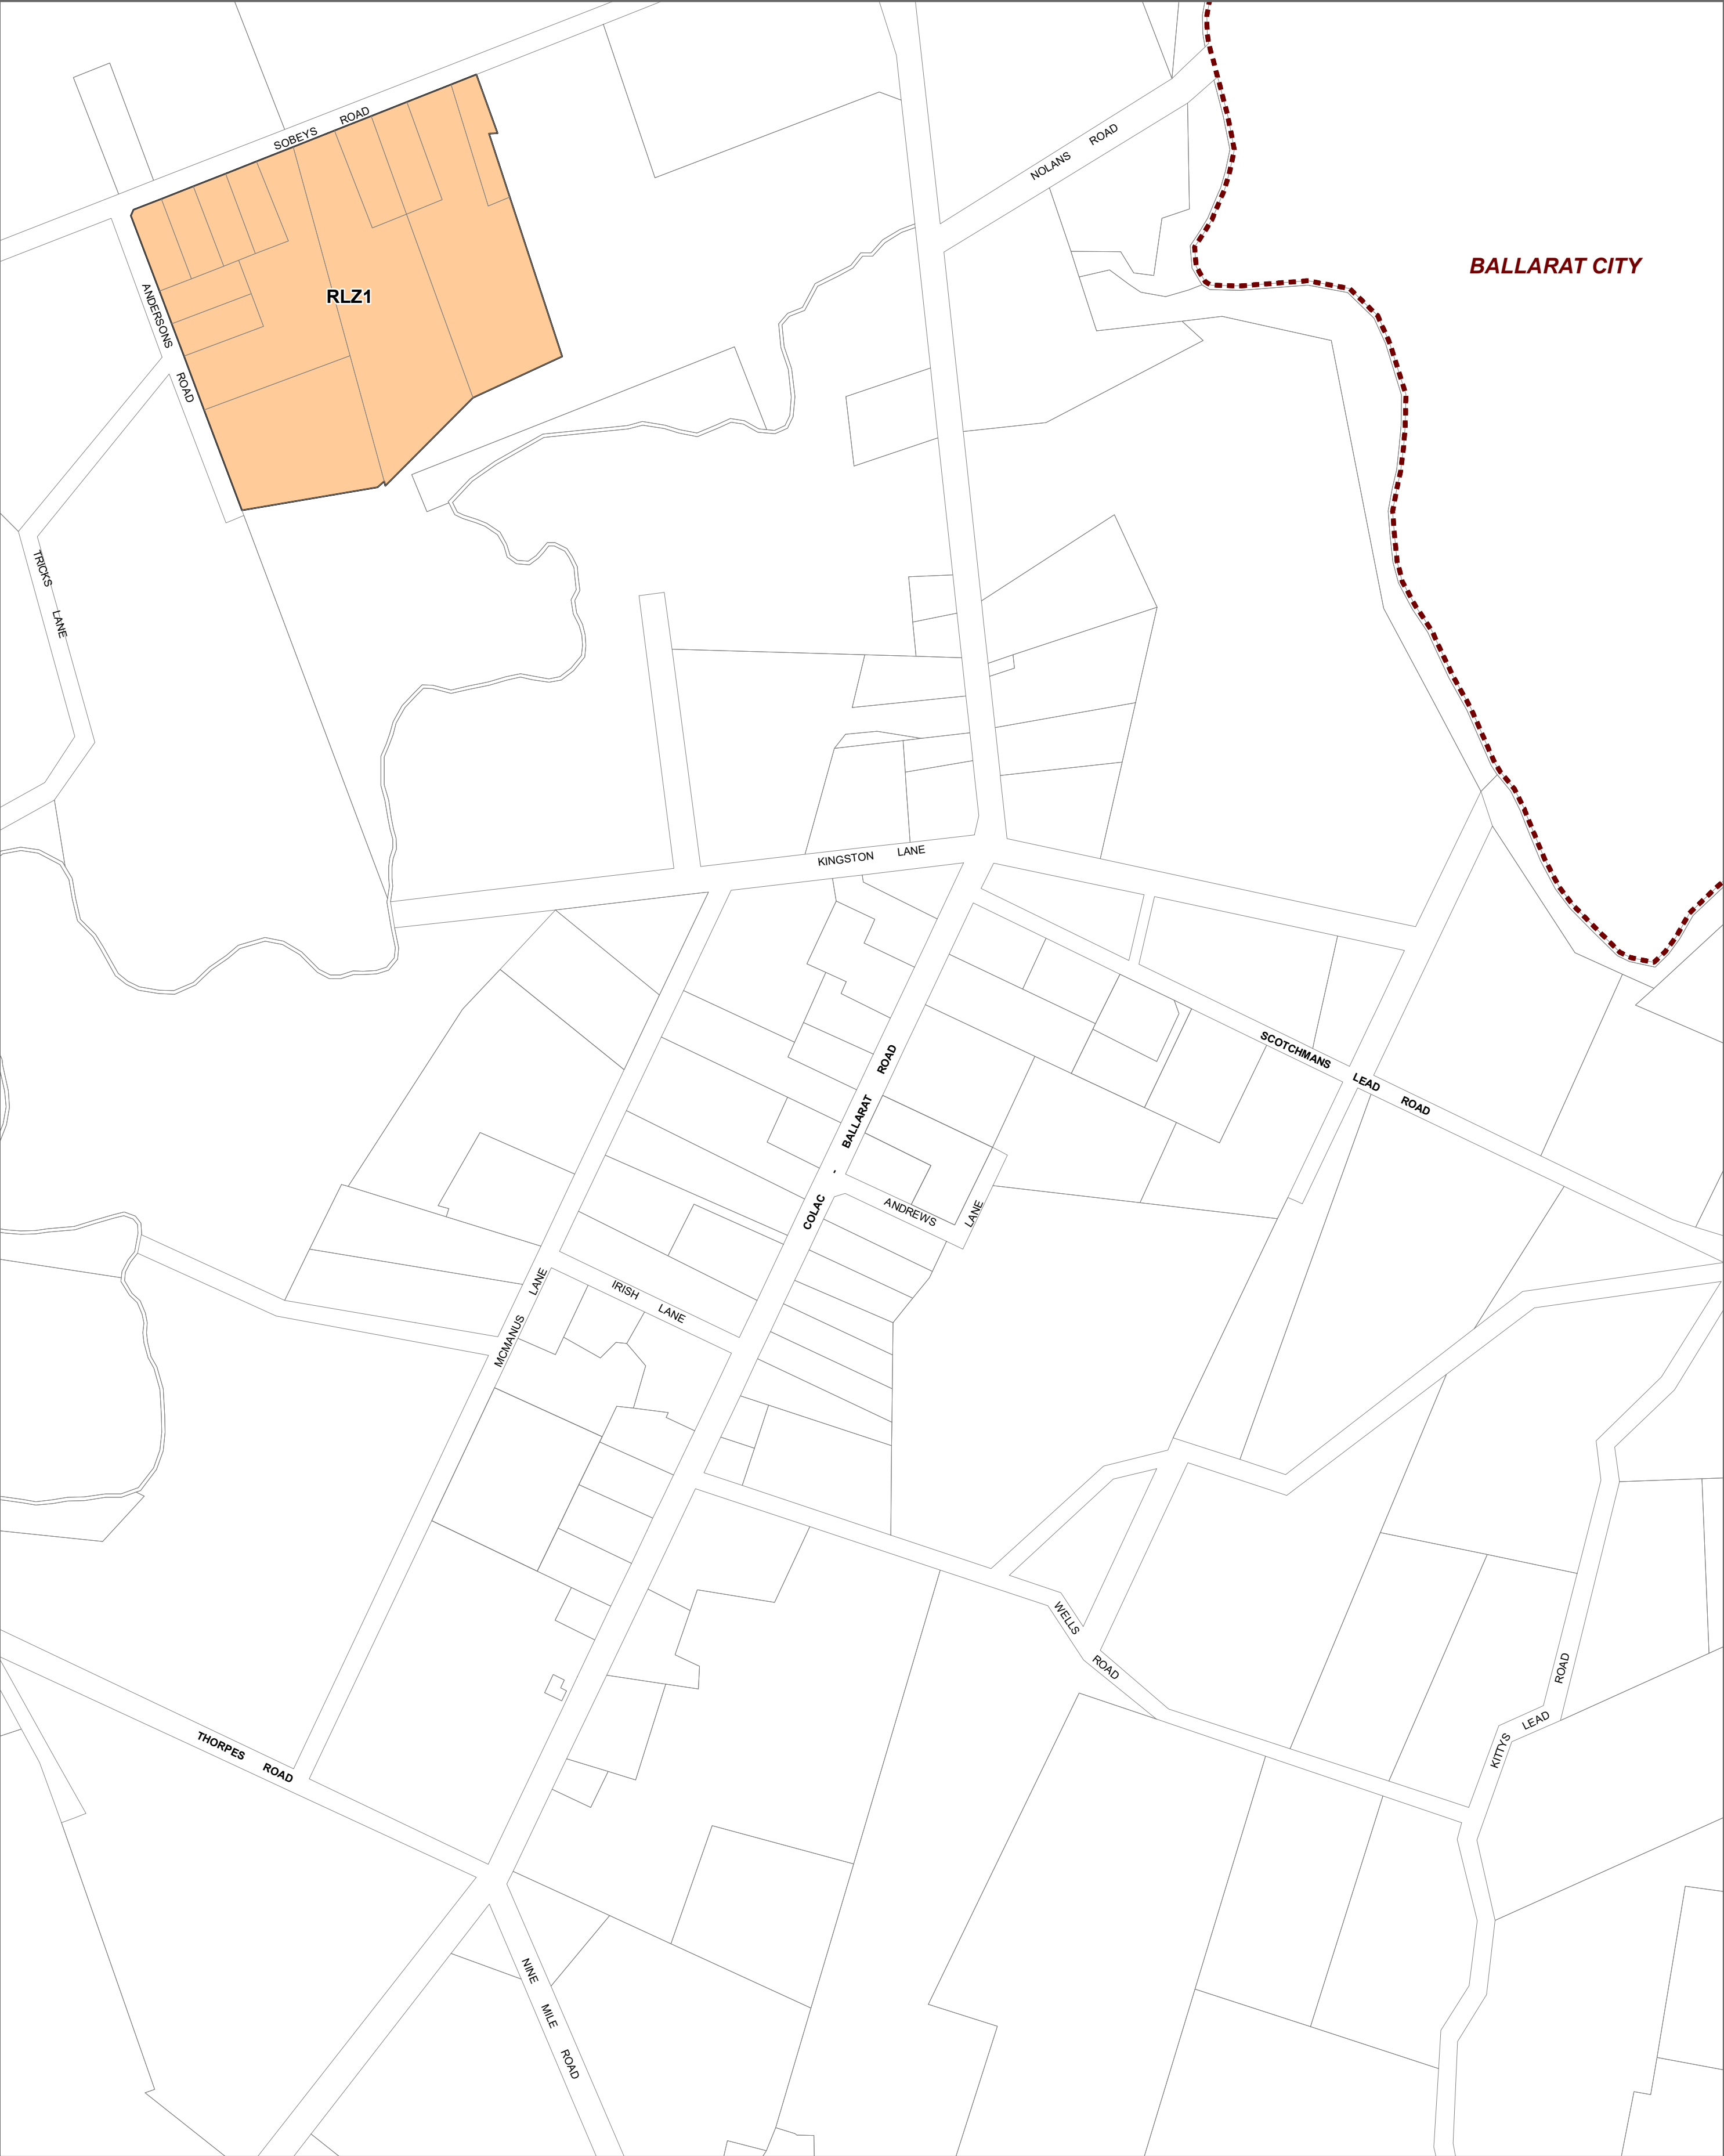 SOBEYS ROAD
NOLANS ROAD
BALLARAT CITY
RLZ1
ANDERSONS ROAD
TRICKS LANE
KINGSTON LANE
SCOTCHMANS LEAD ROAD
COLAC - BALLARAT ROAD
ANDREWS LANE
IRISH LANE
MCMANUS LANE
WELLS ROAD
KITTYS LEAD ROAD
THORPES ROAD
NINE MILE ROAD